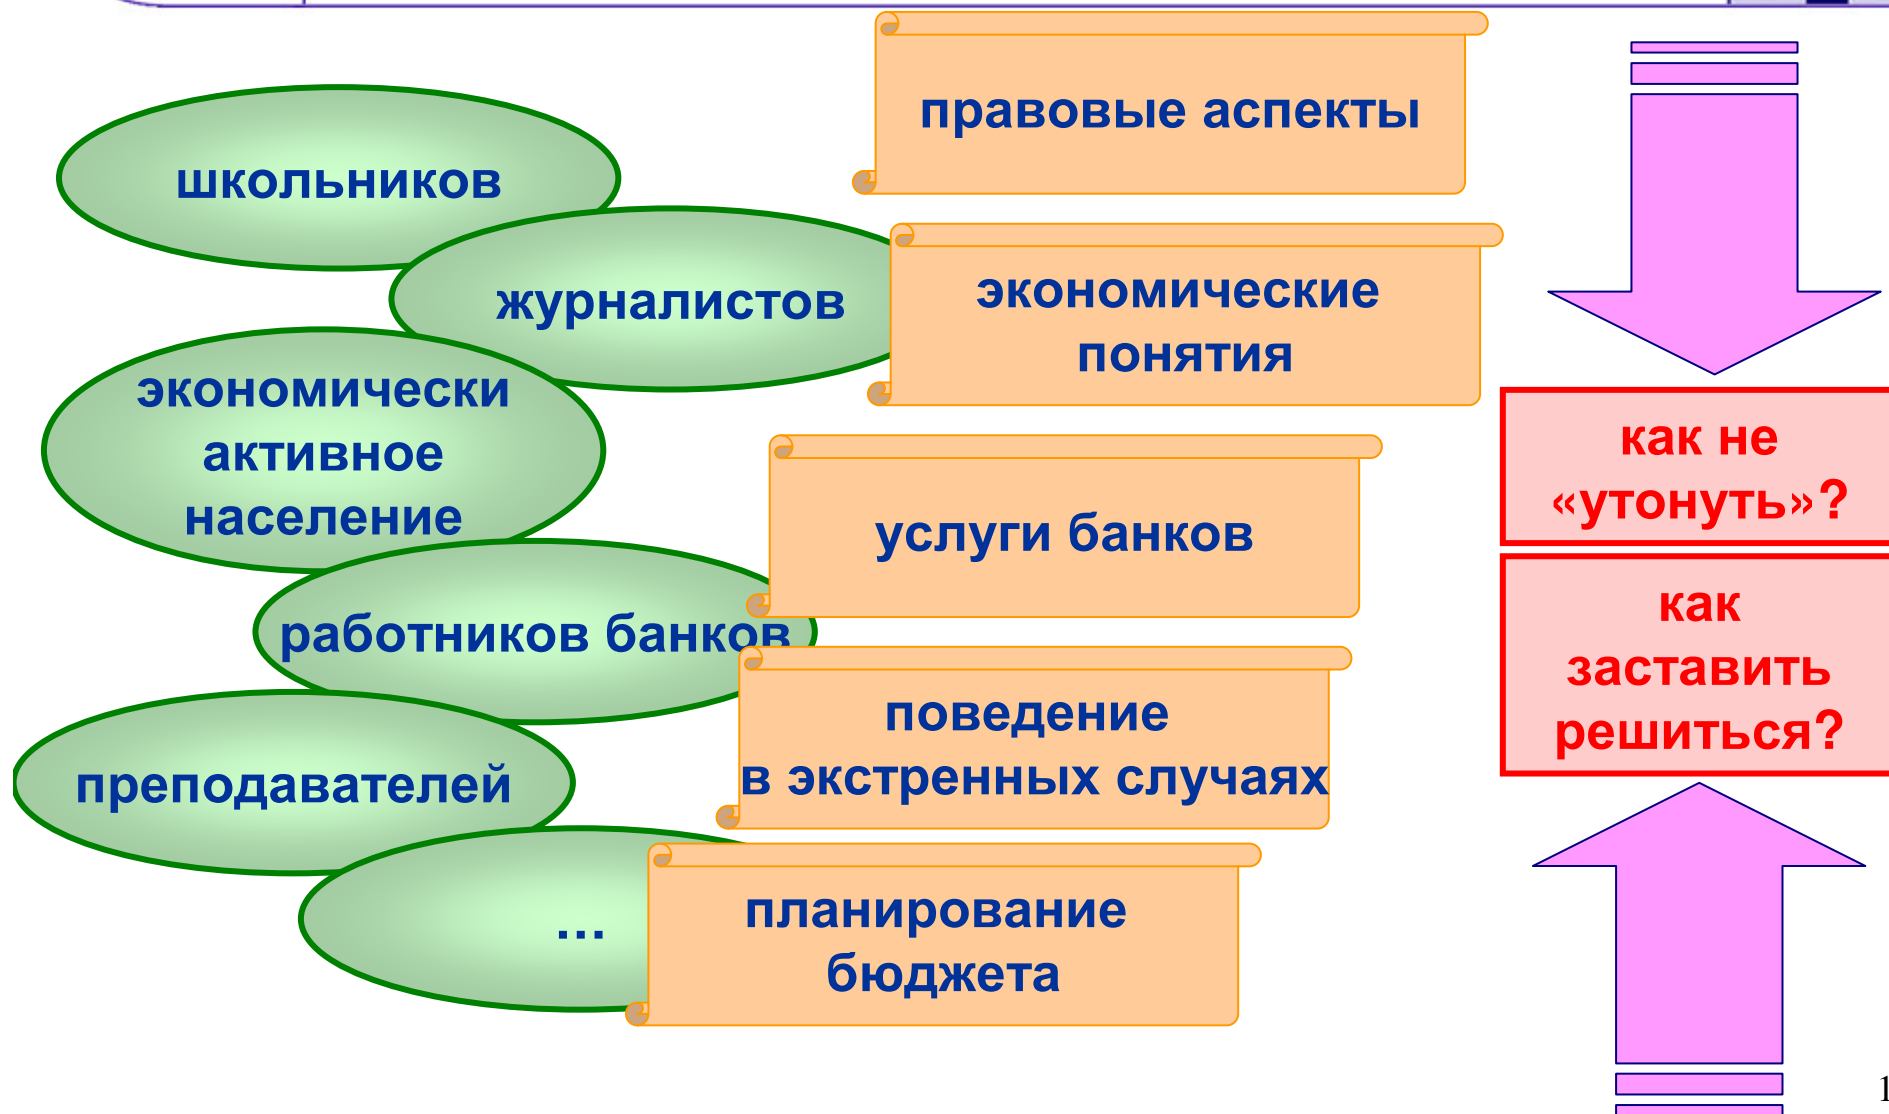 школьников
журналистов
экономически
активное
население
работников банков
преподавателей
…
правовые аспекты
экономические
понятия
услуги банков
поведение
в экстренных случаях
планирование
бюджета
как не
«утонуть»?
как
заставить
решиться?
1